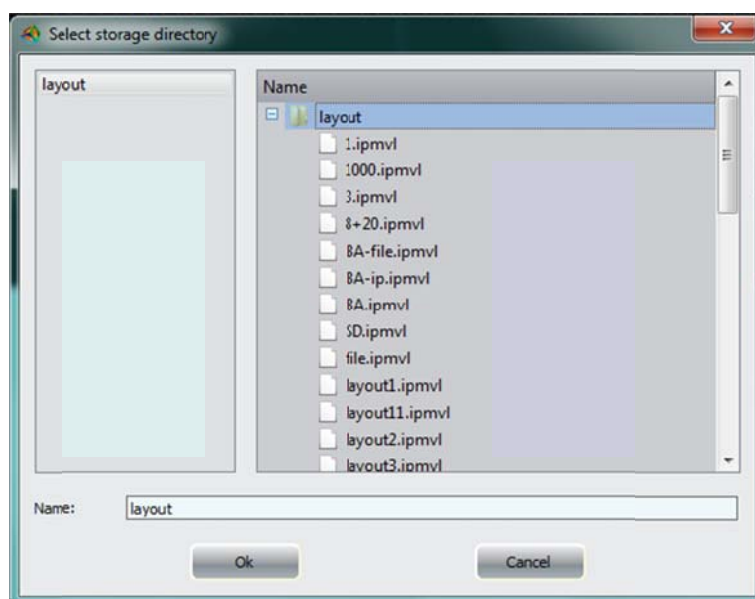 Select storage directory
layout
Name
layout
1.ipmvl
1000.ipmvl
3.ipmvl
8+20.ipmvl
BA-file.ipmvl
BA-ip.ipmvl
BA.ipmvl
SD.ipmvl
file.ipmvl
layout1.ipmvl
layout11.ipmvl
layout2.ipmvl
layout3.ipmvl
Name: layout
Ok Cancel